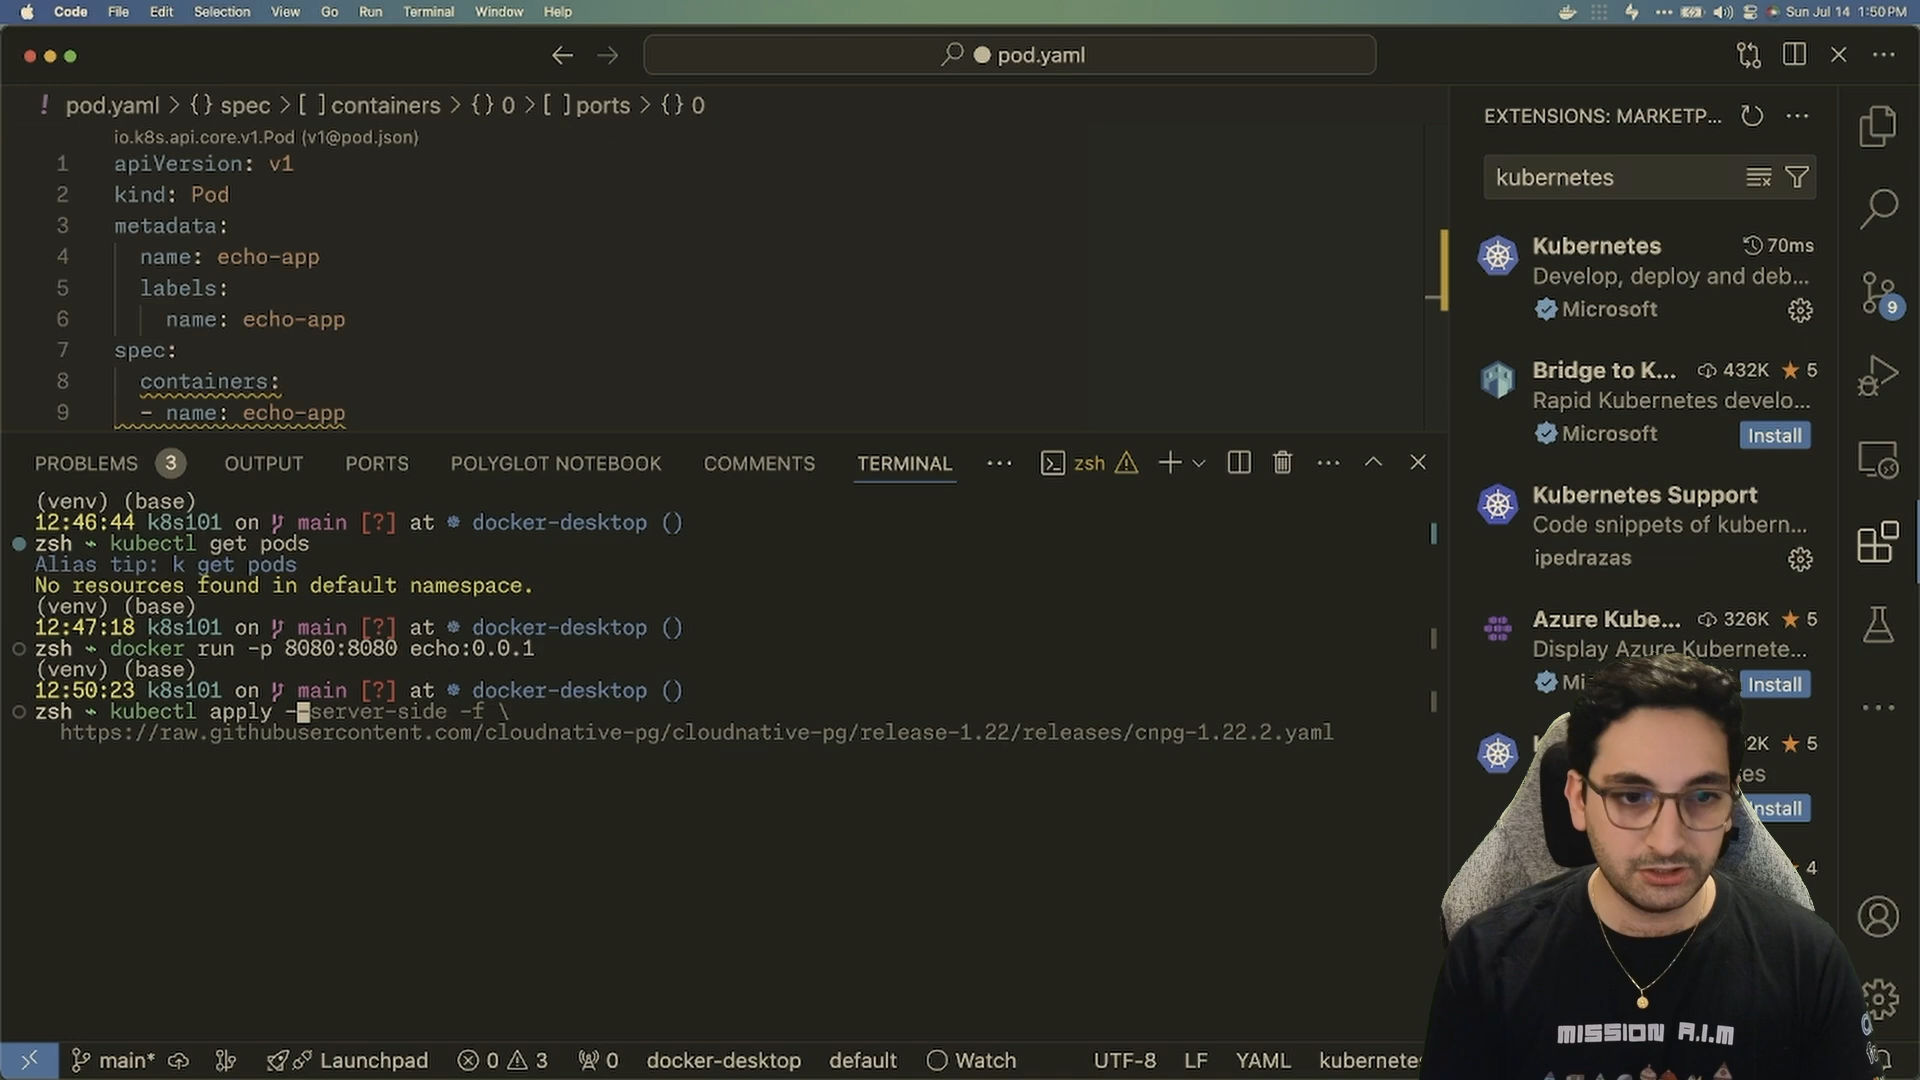 Code File Edit Selection View Go Run Terminal Window Help
Sun Jul 14 1:50 PM
pod.yaml
! pod.yaml > {} spec > [ ] containers > {} 0 > [ ] ports > {} 0
io.k8s.api.core.v1.Pod (v1@pod.json)
1 apiVersion: v1
2 kind: Pod
3 metadata:
4 name: echo-app
5 labels:
6 name: echo-app
7 spec:
8 containers:
9 - name: echo-app
PROBLEMS 3 OUTPUT PORTS POLYGLOT NOTEBOOK COMMENTS TERMINAL ... zsh
(venv) (base)
12:46:44 k8s101 on main [?] at docker-desktop ()
zsh kubectl get pods
Alias tip: k get pods
No resources found in default namespace.
(venv) (base)
12:47:18 k8s101 on main [?] at docker-desktop ()
zsh docker run -p 8080:8080 echo:0.0.1
(venv) (base)
12:50:23 k8s101 on main [?] at docker-desktop ()
zsh kubectl apply --server-side -f \
https://raw.githubusercontent.com/cloudnative-pg/cloudnative-pg/release-1.22/releases/cnpg-1.22.2.yaml
EXTENSIONS: MARKETP...
kubernetes
Kubernetes 70ms
Develop, deploy and deb...
Microsoft
Bridge to K... 432K 5
Rapid Kubernetes develo...
Microsoft Install
Kubernetes Support
Code snippets of kubern...
ipedrazas
Azure Kube... 326K 5
Display Azure Kubernete...
Install
5
Install
4
9
MISSION A.I.M
main* Launchpad 0 3 0 docker-desktop default Watch UTF-8 LF YAML